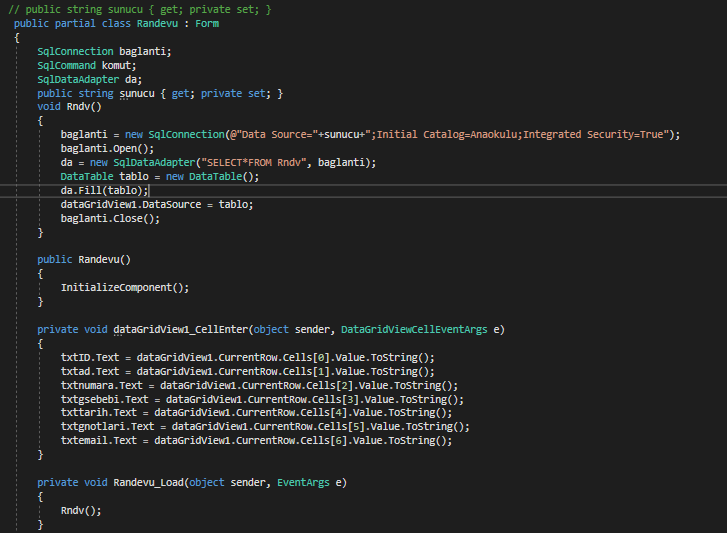 // public string sunucu { get; private set; }
public partial class Randevu : Form
{
SqlConnection baglanti;
SqlCommand komut;
SqlDataAdapter da;
public string sunucu { get; private set; }
void Rndv()
{
baglanti = new SqlConnection(@"Data Source="+sunucu+";Initial Catalog=Anaokulu;Integrated Security=True");
baglanti.Open();
da = new SqlDataAdapter("SELECT*FROM Rndv", baglanti);
DataTable tablo = new DataTable();
da.Fill(tablo);
dataGridView1.DataSource = tablo;
baglanti.Close();
}
public Randevu()
{
InitializeComponent();
}
private void dataGridView1_CellEnter(object sender, DataGridViewCellEventArgs e)
{
txtID.Text = dataGridView1.CurrentRow.Cells[0].Value.ToString();
txtad.Text = dataGridView1.CurrentRow.Cells[1].Value.ToString();
txtnumara.Text = dataGridView1.CurrentRow.Cells[2].Value.ToString();
txtgsebebi.Text = dataGridView1.CurrentRow.Cells[3].Value.ToString();
txttarih.Text = dataGridView1.CurrentRow.Cells[4].Value.ToString();
txtgnotlari.Text = dataGridView1.CurrentRow.Cells[5].Value.ToString();
txtemail.Text = dataGridView1.CurrentRow.Cells[6].Value.ToString();
}
private void Randevu_Load(object sender, EventArgs e)
{
Rndv();
}